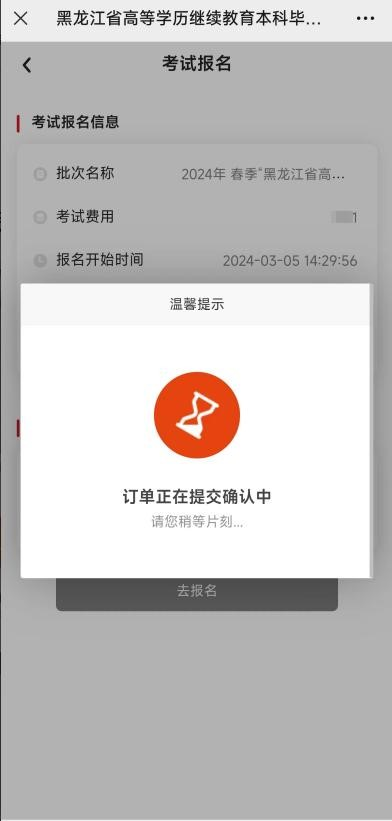 黑龙江省高等学历继续教育本科毕...
考试报名
考试报名信息
批次名称 2024年 春季“黑龙江省高...
考试费用 1
报名开始时间 2024-03-05 14:29:56
温馨提示
订单正在提交确认中
请您稍等片刻...
去报名